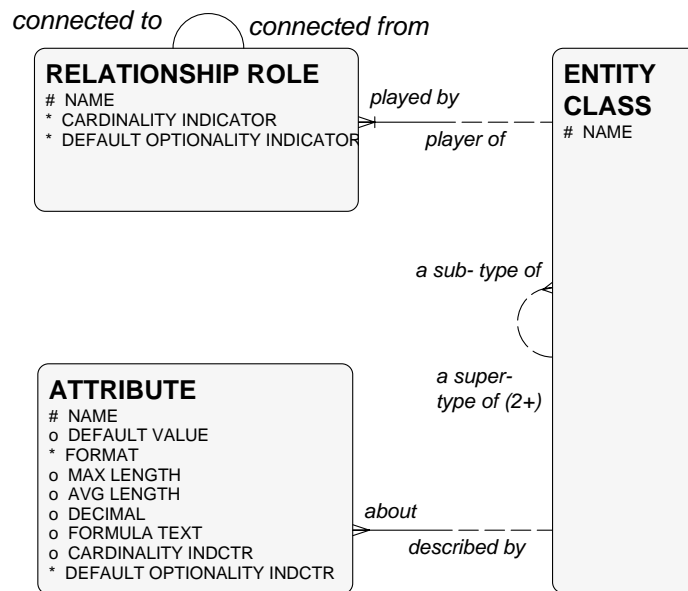 connected to
connected from
RELATIONSHIP ROLE
# NAME
* CARDINALITY INDICATOR
* DEFAULT OPTIONALITY INDICATOR
played by
player of
ENTITY
CLASS
# NAME
a sub- type of
a super-
type of (2+)
ATTRIBUTE
# NAME
o DEFAULT VALUE
* FORMAT
o MAX LENGTH
o AVG LENGTH
o DECIMAL
o FORMULA TEXT
o CARDINALITY INDCTR
* DEFAULT OPTIONALITY INDCTR
about
described by